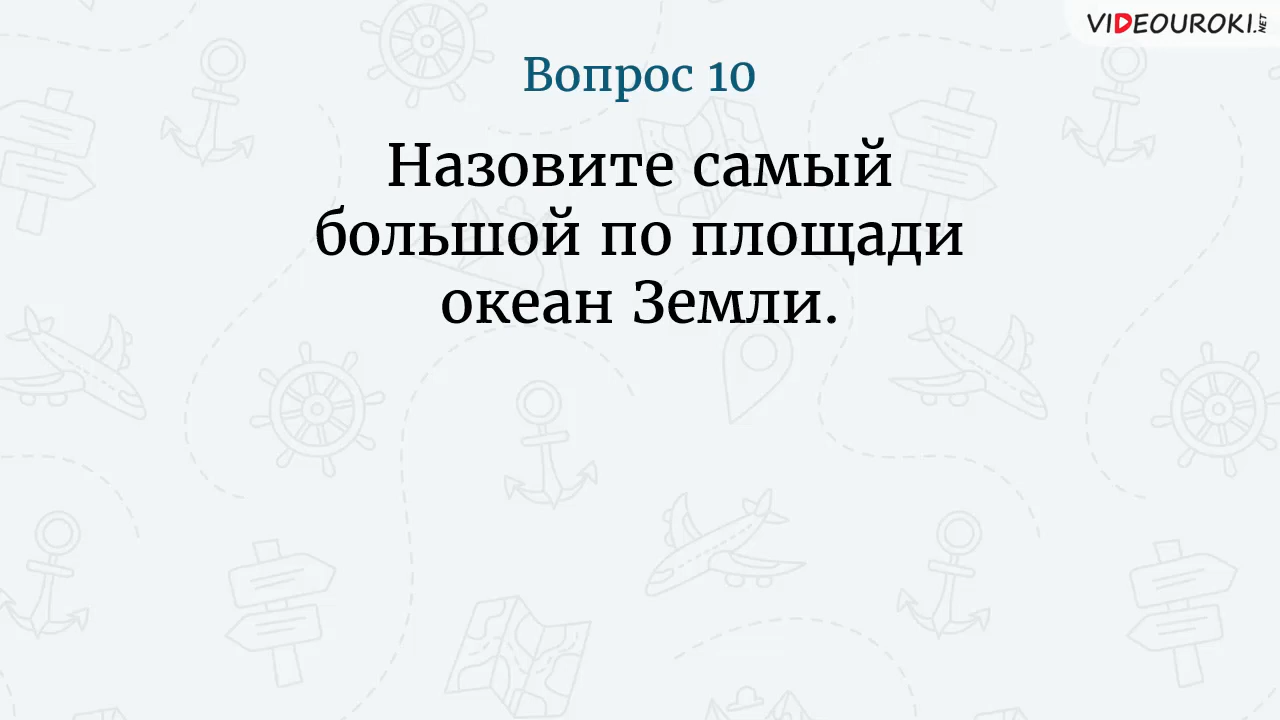 VIDEOUROKI.NET
Вопрос 10
Назовите самый
большой по площади
океан Земли.